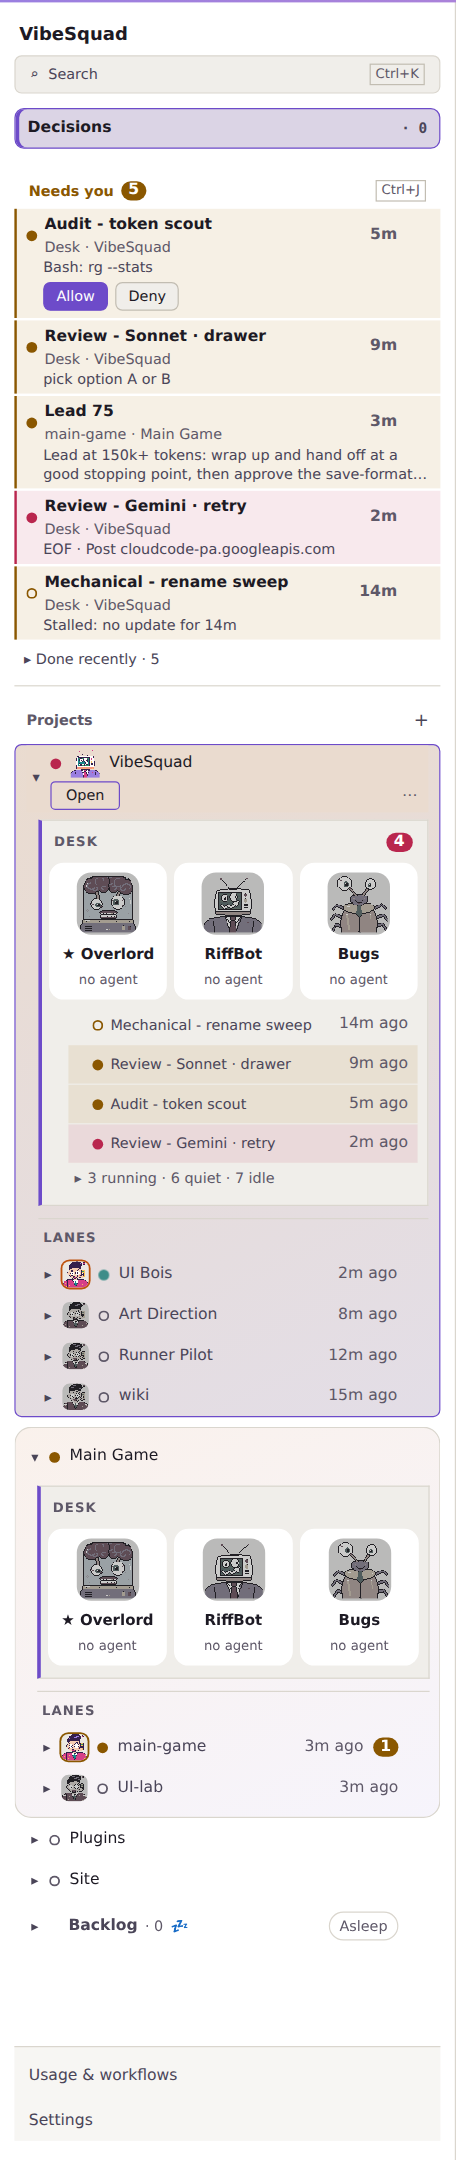 VibeSquad
Search Ctrl+K
Decisions · 0
Needs you 5 Ctrl+J
Audit - token scout 5m
Desk · VibeSquad
Bash: rg --stats
Allow Deny
Review - Sonnet · drawer 9m
Desk · VibeSquad
pick option A or B
Lead 75 3m
main-game · Main Game
Lead at 150k+ tokens: wrap up and hand off at a
good stopping point, then approve the save-format…
Review - Gemini · retry 2m
Desk · VibeSquad
EOF · Post cloudcode-pa.googleapis.com
Mechanical - rename sweep 14m
Desk · VibeSquad
Stalled: no update for 14m
▸ Done recently · 5
Projects +
▾ VibeSquad
Open ···
DESK 4
★ Overlord RiffBot Bugs
no agent no agent no agent
Mechanical - rename sweep 14m ago
Review - Sonnet · drawer 9m ago
Audit - token scout 5m ago
Review - Gemini · retry 2m ago
▸ 3 running · 6 quiet · 7 idle
LANES
▸ UI Bois 2m ago
▸ Art Direction 8m ago
▸ Runner Pilot 12m ago
▸ wiki 15m ago
▾ Main Game
DESK
★ Overlord RiffBot Bugs
no agent no agent no agent
LANES
▸ main-game 3m ago 1
▸ UI-lab 3m ago
▸ Plugins
▸ Site
▸ Backlog · 0 💤 Asleep
Usage & workflows
Settings